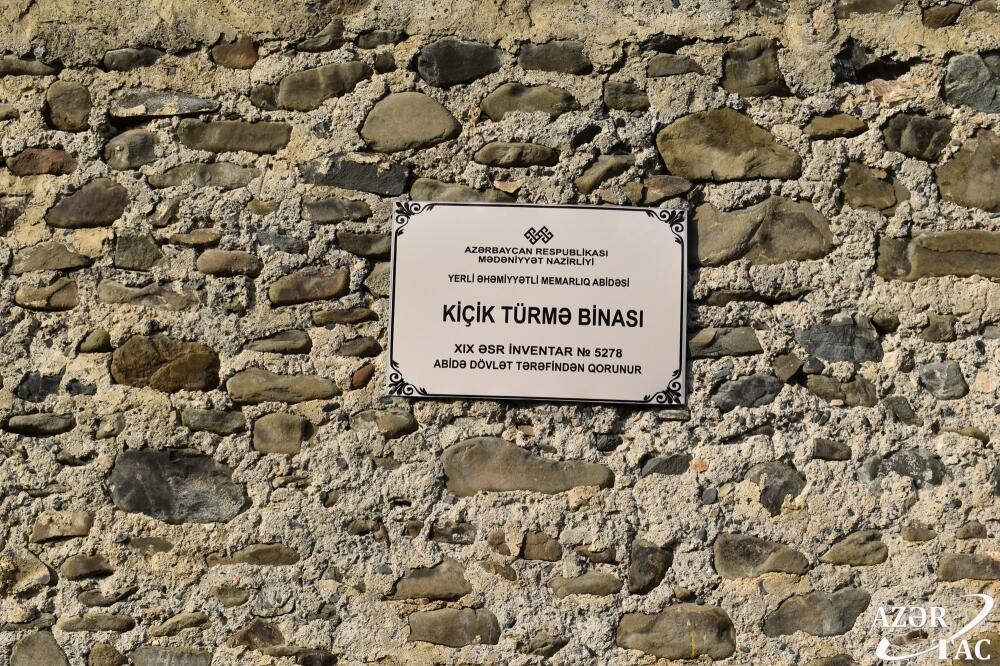 AZƏRBAYCAN RESPUBLİKASI
MƏDƏNİYYƏT NAZİRLİYİ
YERLİ ƏHƏMİYYƏTLİ MEMARLIQ ABİDƏSİ
KİÇİK TÜRMƏ BİNASI
XIX ƏSR İNVENTAR № 5278
ABİDƏ DÖVLƏT TƏRƏFİNDƏN QORUNUR
AZƏR
TAC